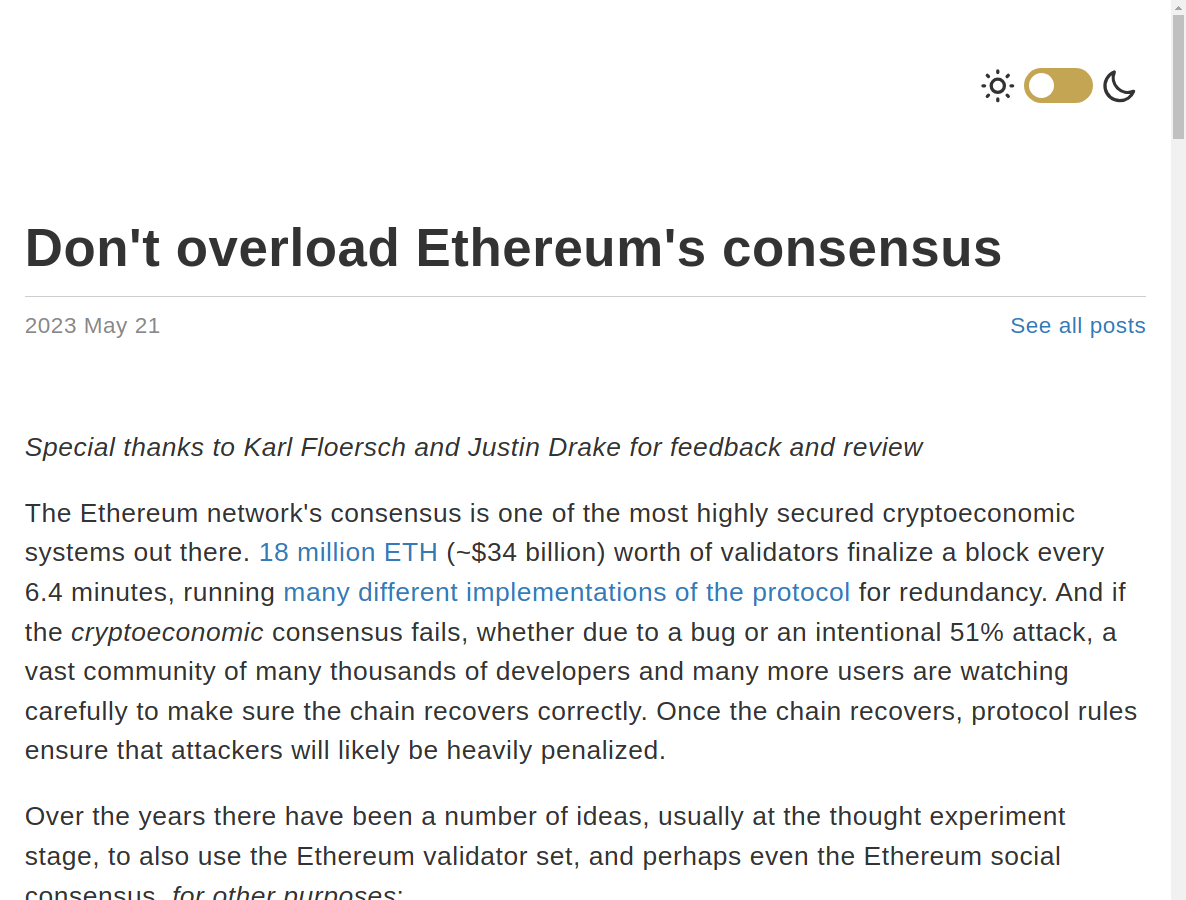 Don't overload Ethereum's consensus
2023 May 21
See all posts
Special thanks to Karl Floersch and Justin Drake for feedback and review
The Ethereum network's consensus is one of the most highly secured cryptoeconomic
systems out there. 18 million ETH (~$34 billion) worth of validators finalize a block every
6.4 minutes, running many different implementations of the protocol for redundancy. And if
the cryptoeconomic consensus fails, whether due to a bug or an intentional 51% attack, a
vast community of many thousands of developers and many more users are watching
carefully to make sure the chain recovers correctly. Once the chain recovers, protocol rules
ensure that attackers will likely be heavily penalized.
Over the years there have been a number of ideas, usually at the thought experiment
stage, to also use the Ethereum validator set, and perhaps even the Ethereum social
consensus, for other purposes: